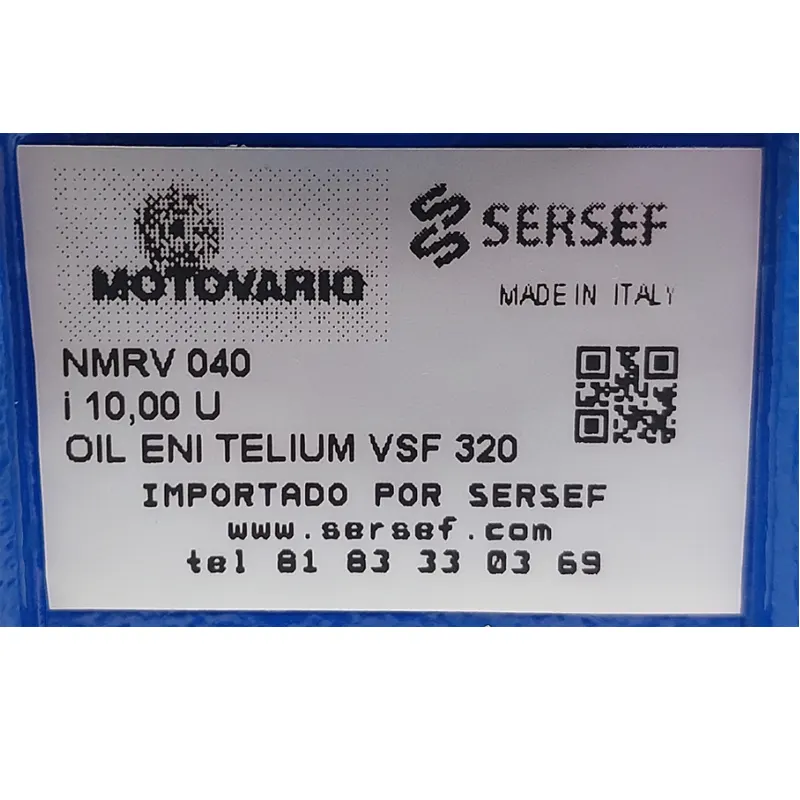 MOTOVARIO
SERSEF
MADE IN ITALY
NMRV 040
i 10,00 U
OIL ENI TELIUM VSF 320
IMPORTADO POR SERSEF
www.sersef.com
tel 81 83 33 03 69